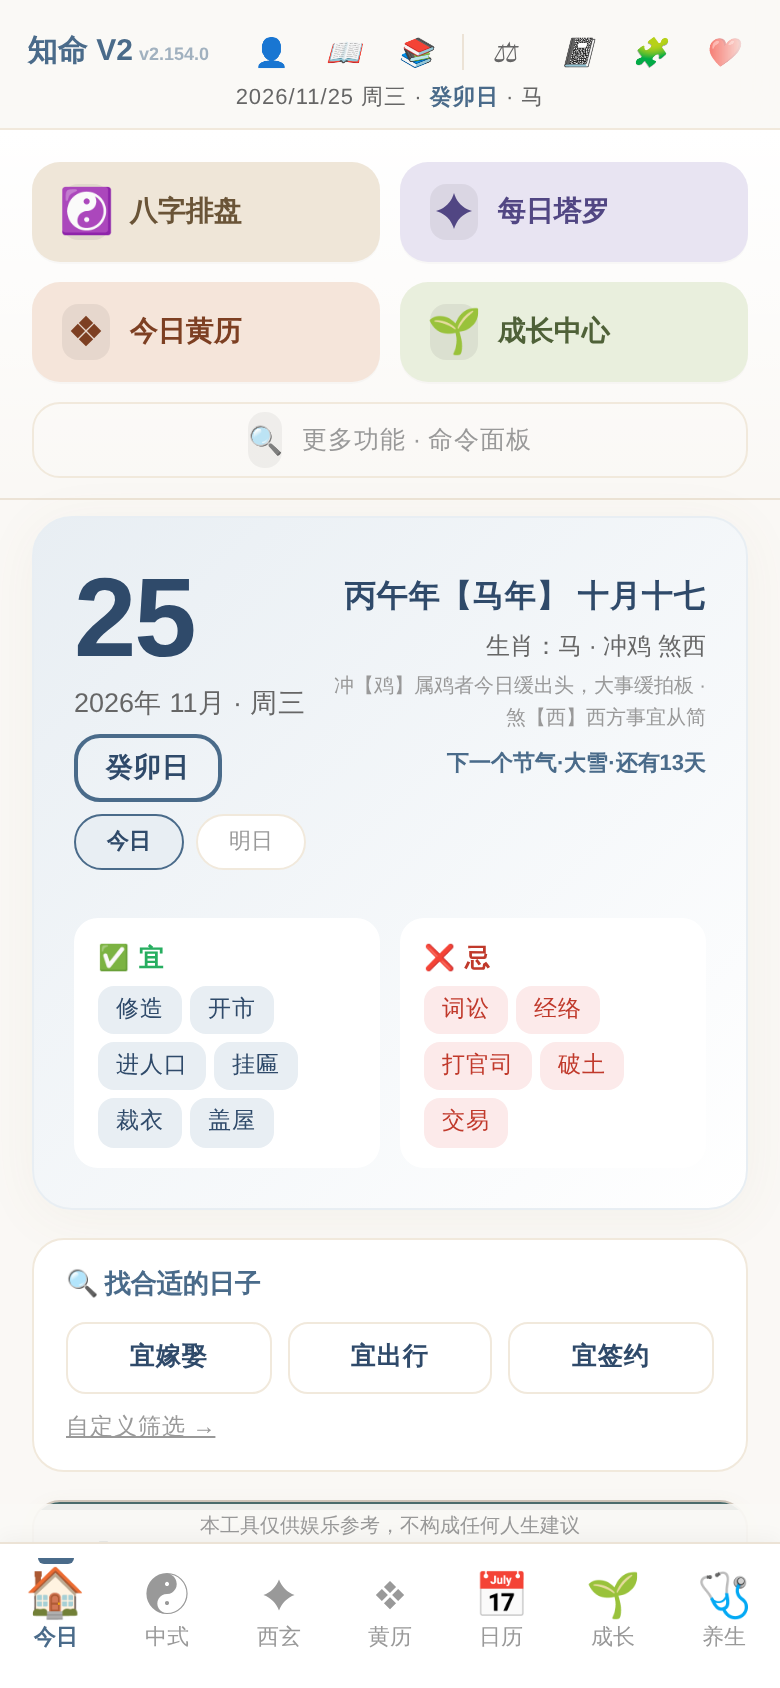 知命 V2 v2.154.0
2026/11/25 周三 · 癸卯日 · 马
八字排盘
每日塔罗
今日黄历
成长中心
更多功能 · 命令面板
25
2026年 11月 · 周三
癸卯日
今日
明日
丙午年【马年】 十月十七
生肖：马 · 冲鸡 煞西
冲【鸡】属鸡者今日缓出头，大事缓拍板 ·
煞【西】西方事宜从简
下一个节气·大雪·还有13天
宜
修造 开市
进人口 挂匾
裁衣 盖屋
忌
词讼 经络
打官司 破土
交易
找合适的日子
宜嫁娶 宜出行 宜签约
自定义筛选 →
本工具仅供娱乐参考，不构成任何人生建议
July
17
今日 中式 西玄 黄历 日历 成长 养生